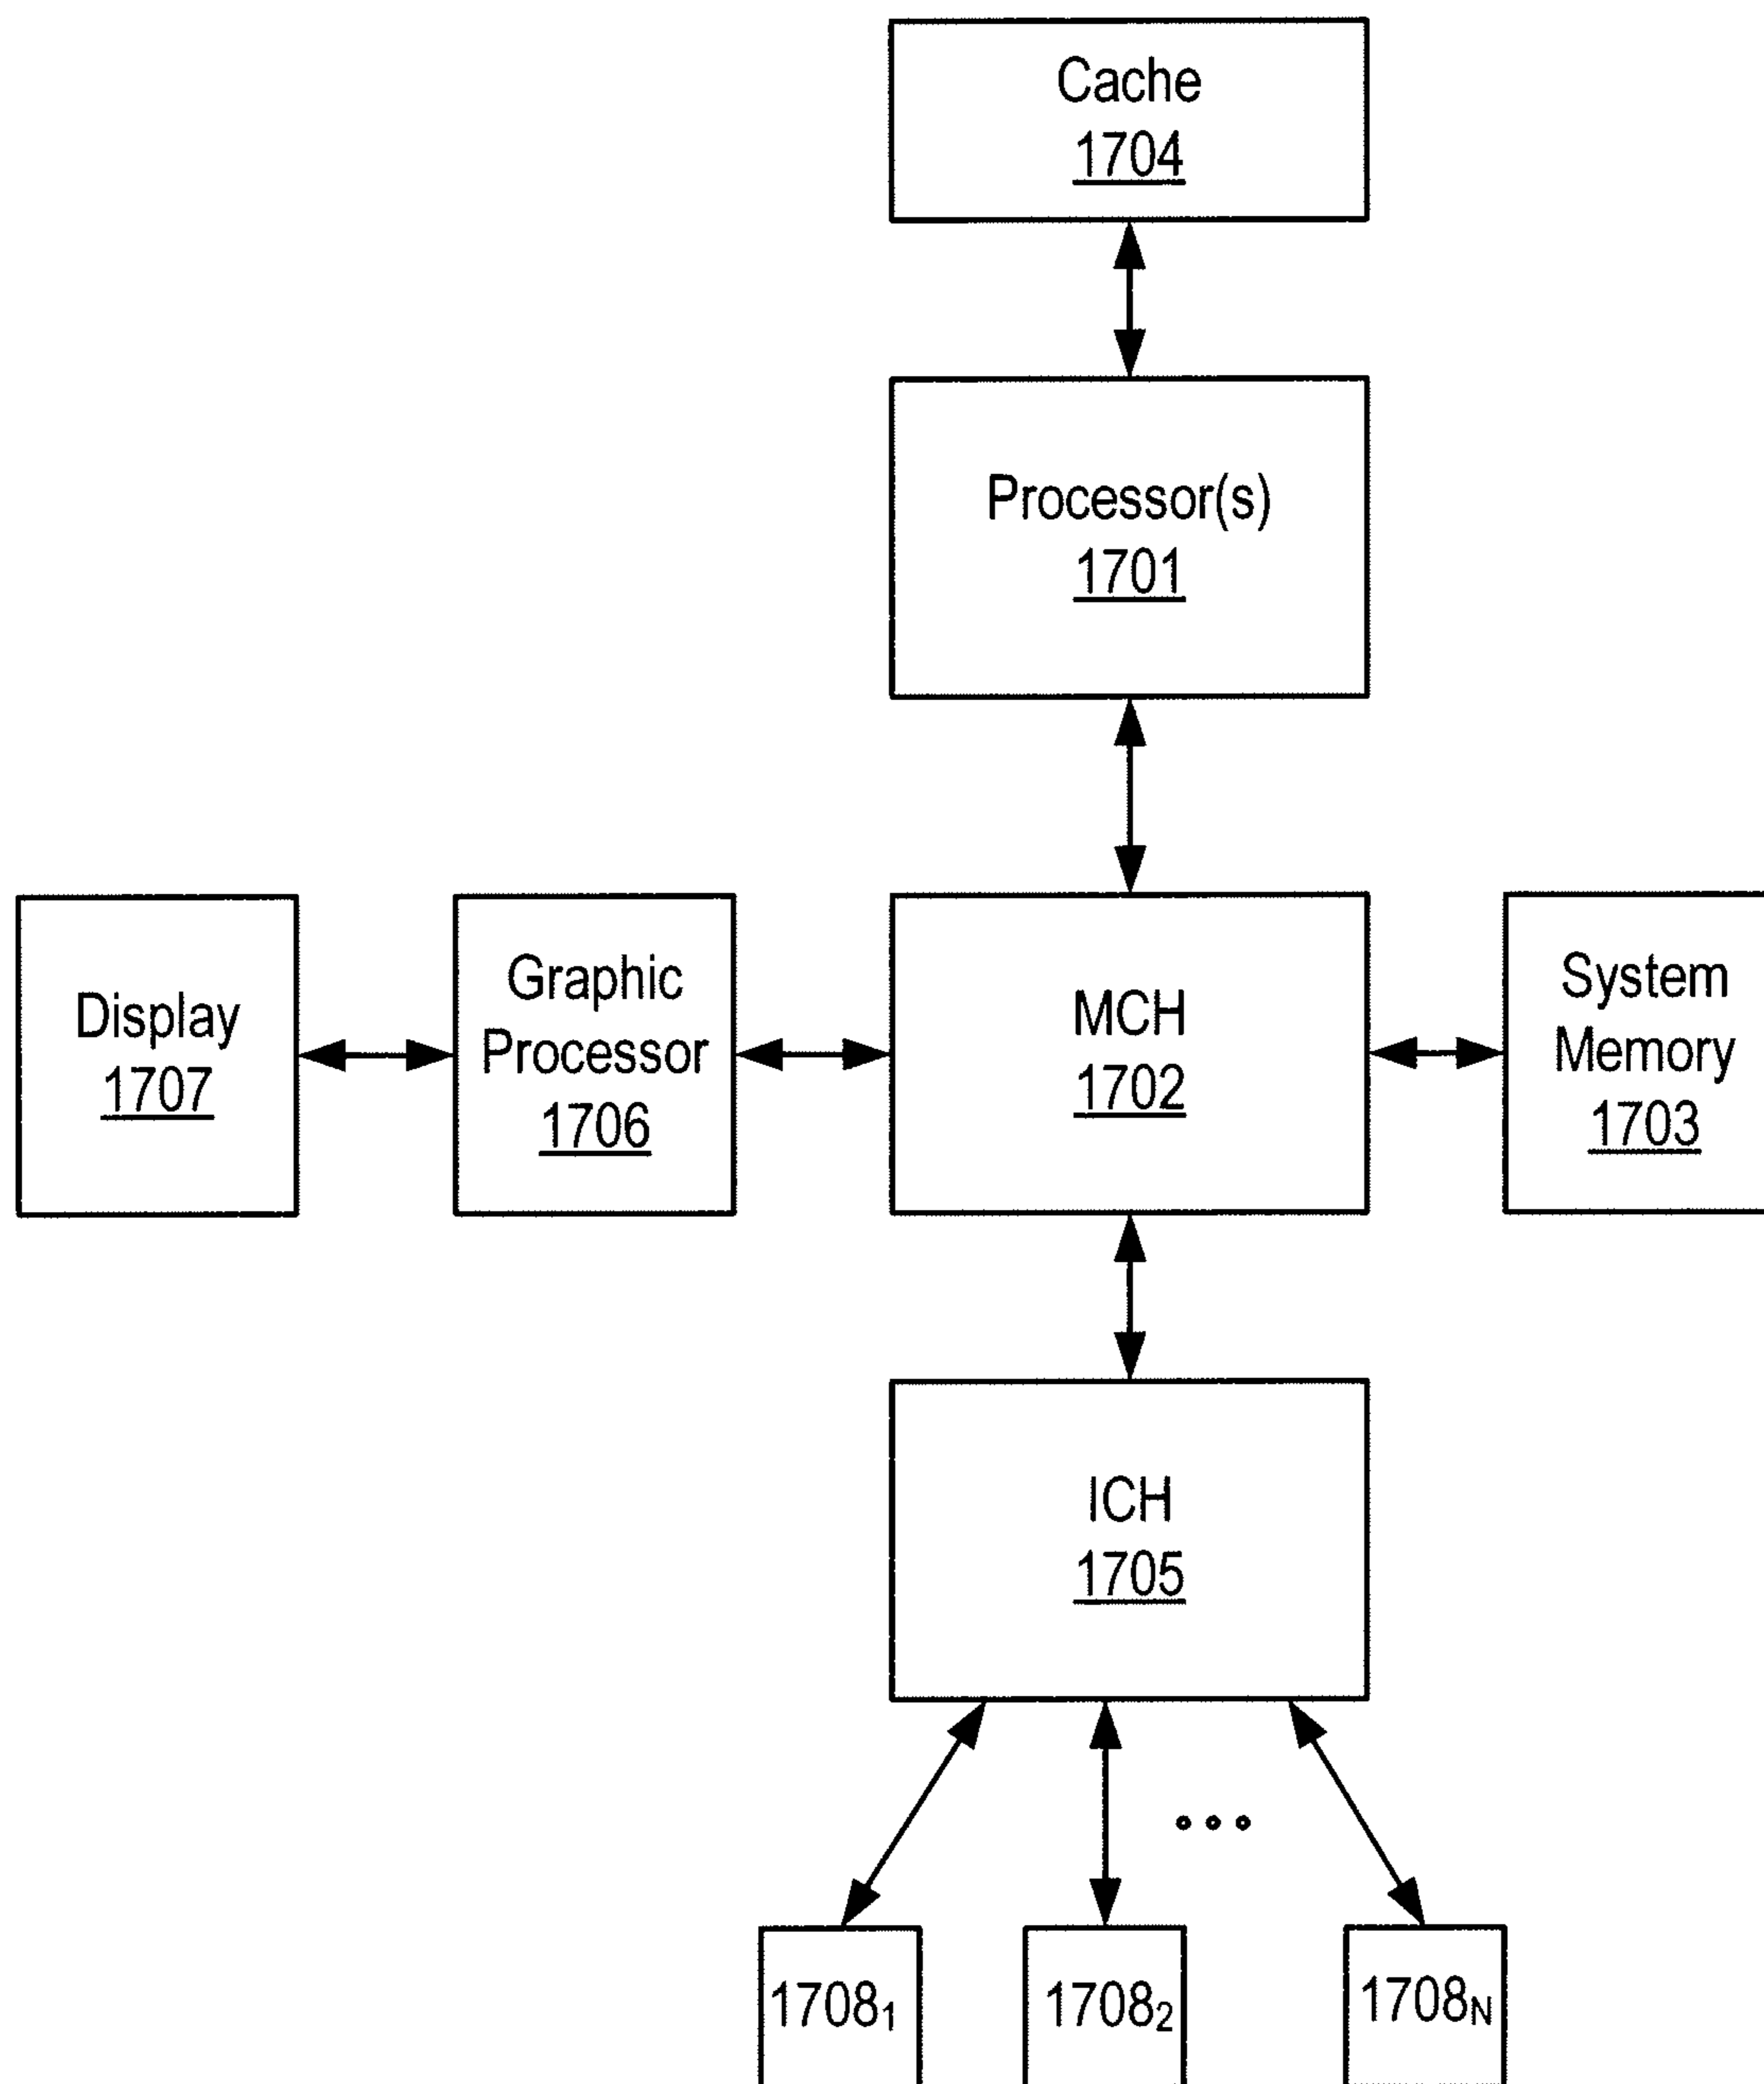 Cache
1704
Processor(s)
1701
Display
1707
Graphic
Processor
1706
MCH
1702
System
Memory
1703
ICH
1705
1708₁
1708₂
1708N